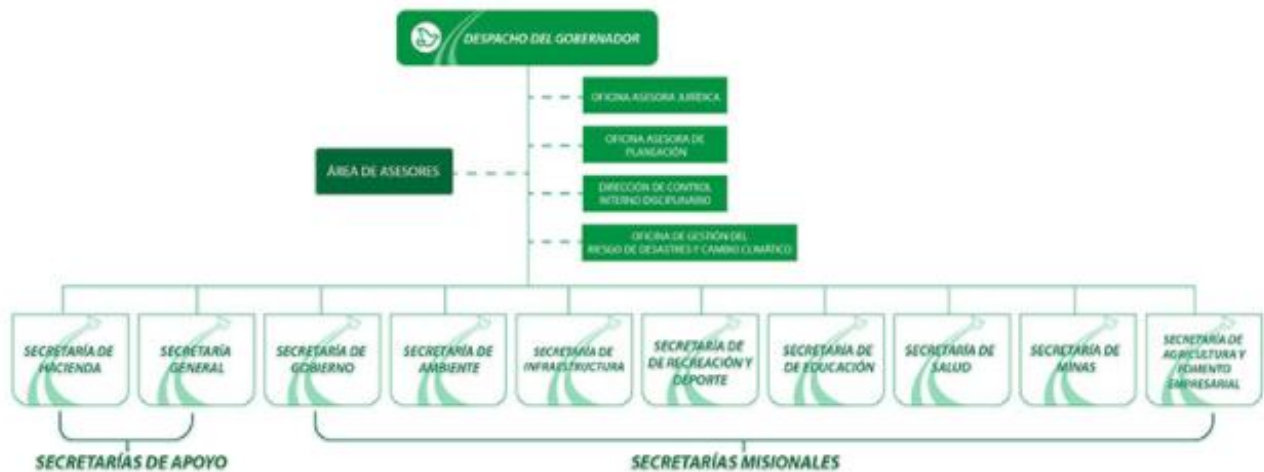 DESPACHO DEL GOBERNADOR
OFICINA ASESORA JURÍDICA
OFICINA ASESORA DE
PLANEACIÓN
ÁREA DE ASESORES
DIRECCIÓN DE CONTROL
INTERNO DISCIPLINARIO
OFICINA DE GESTIÓN DEL
RIESGO DE DESASTRES Y CAMBIO CLIMÁTICO
SECRETARÍA DE
HACIENDA
SECRETARÍA
GENERAL
SECRETARÍA DE
GOBIERNO
SECRETARÍA DE
AMBIENTE
SECRETARÍA DE
INFRAESTRUCTURA
SECRETARÍA DE
DE RECREACIÓN Y
DEPORTE
SECRETARÍA DE
DE EDUCACIÓN
SECRETARÍA DE
SALUD
SECRETARÍA DE
MINAS
SECRETARÍA DE
AGRICULTURA Y
FOMENTO
EMPRESARIAL
SECRETARÍAS DE APOYO
SECRETARÍAS MISIONALES